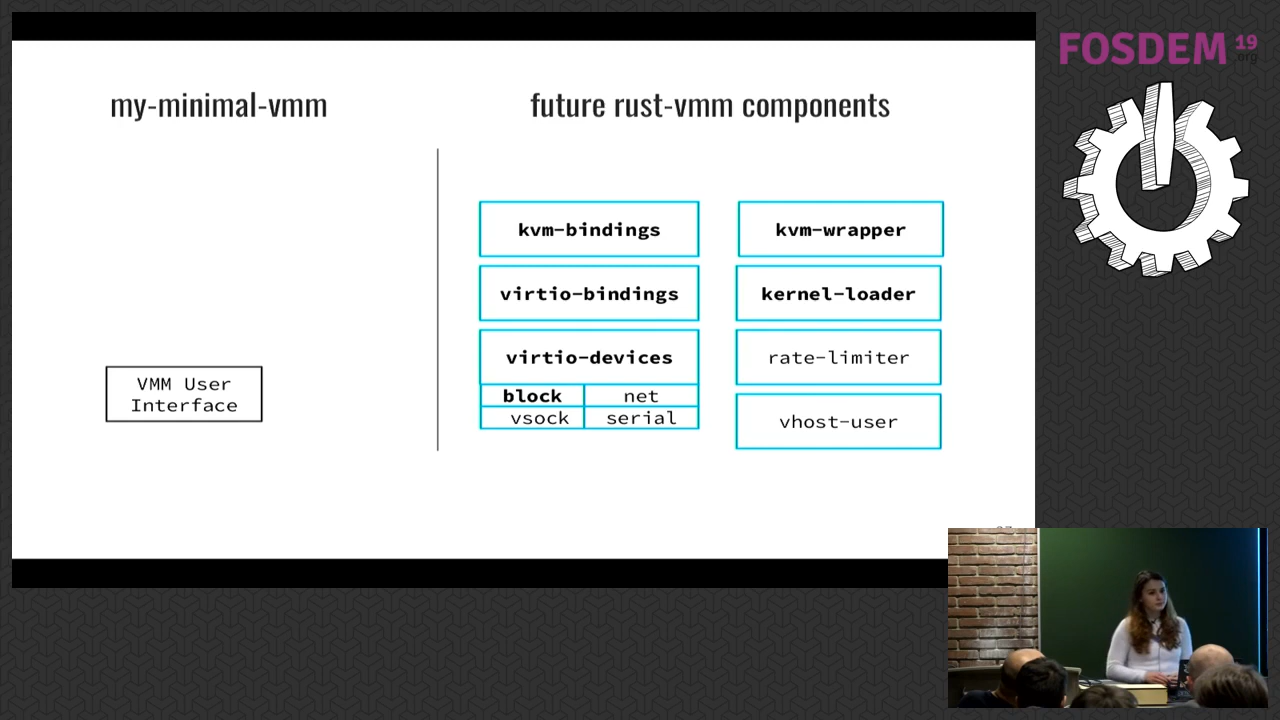 my-minimal-vmm
future rust-vmm components
kvm-bindings
kvm-wrapper
virtio-bindings
kernel-loader
virtio-devices
rate-limiter
block
net
vsock
serial
vhost-user
VMM User
Interface
FOSDEM 19
.org